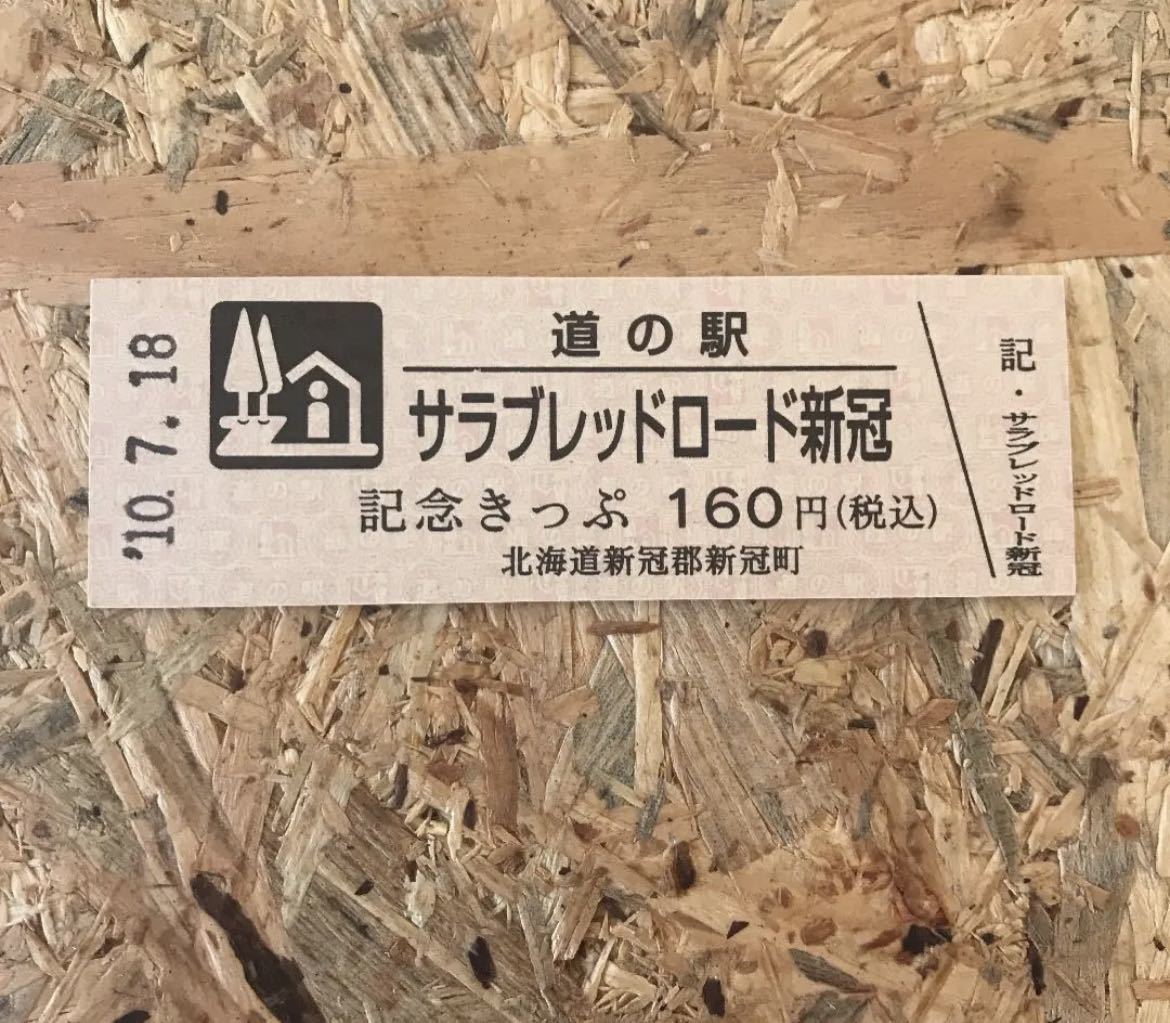 '10.7.18
道の駅
サラブレッドロード新冠
記念きっぷ 160円(税込)
北海道新冠郡新冠町
記・サラブレッドロード新冠